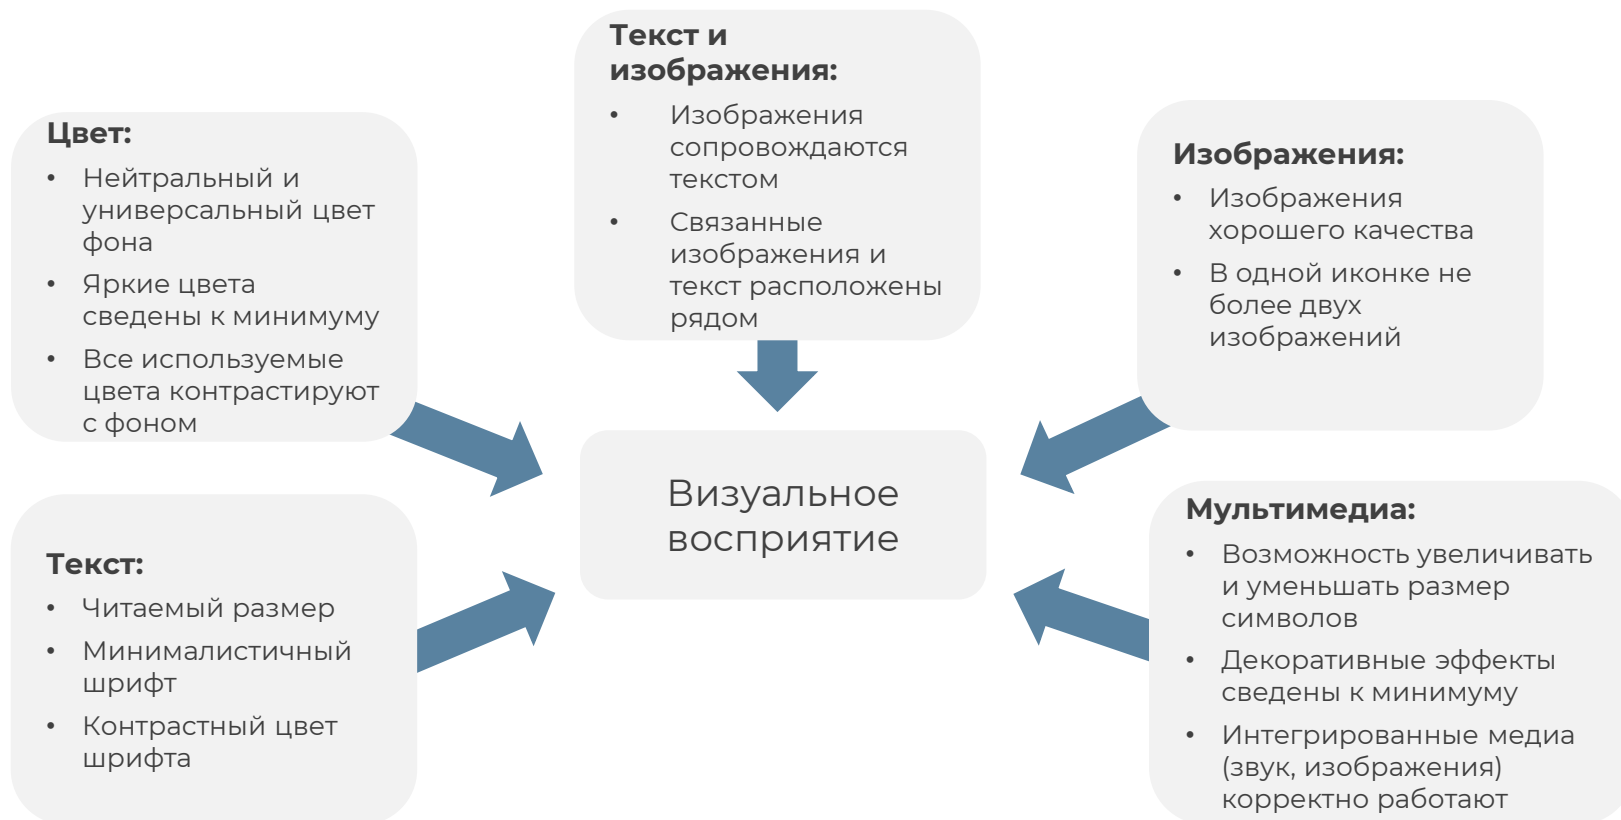 Цвет:
• Нейтральный и
универсальный цвет
фона
• Яркие цвета
сведены к минимуму
• Все используемые
цвета контрастируют
с фоном
Текст и
изображения:
• Изображения
сопровождаются
текстом
• Связанные
изображения и
текст расположены
рядом
Изображения:
• Изображения
хорошего качества
• В одной иконке не
более двух
изображений
Визуальное
восприятие
Текст:
• Читаемый размер
• Минималистичный
шрифт
• Контрастный цвет
шрифта
Мультимедиа:
• Возможность увеличивать
и уменьшать размер
символов
• Декоративные эффекты
сведены к минимуму
• Интегрированные медиа
(звук, изображения)
корректно работают